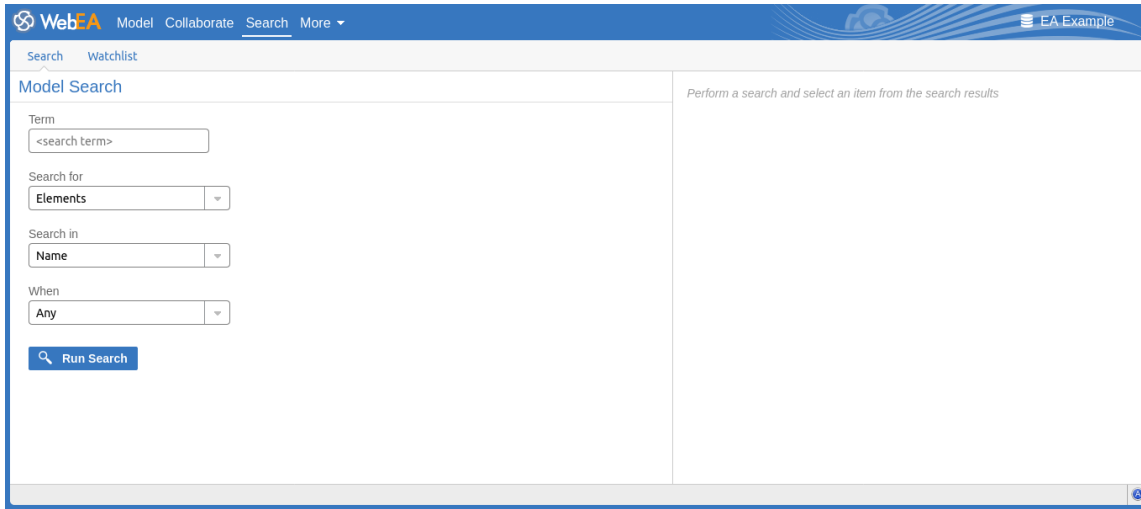 WebEA Model Collaborate Search More EA Example
Search Watchlist
Model Search
Perform a search and select an item from the search results
Term
<search term>
Search for
Elements
Search in
Name
When
Any
Run Search